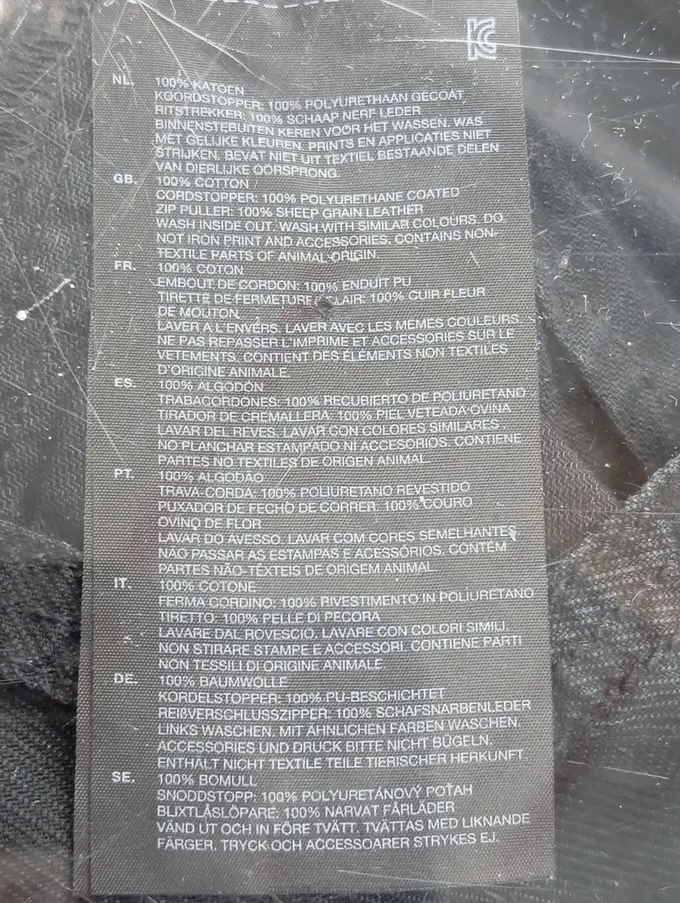 NL. 100% KATOEN
KOORDSTOPPER: 100% POLYURETHAAN GECOAT
RITSTREKKER: 100% SCHAAP NERF LEDER
BINNENSTEBUITEN KEREN VOOR HET WASSEN. WAS
MET GELIJKE KLEUREN. PRINTS EN APPLICATIES NIET
STRIJKEN. BEVAT NIET UIT TEXTIEL BESTAANDE DELEN
VAN DIERLIJKE OORSPRONG.
GB. 100% COTTON
CORDSTOPPER: 100% POLYURETHANE COATED
ZIP PULLER: 100% SHEEP GRAIN LEATHER
WASH INSIDE OUT. WASH WITH SIMILAR COLOURS. DO
NOT IRON PRINT AND ACCESSORIES. CONTAINS NON-
TEXTILE PARTS OF ANIMAL ORIGIN.
FR. 100% COTON
EMBOUT DE CORDON: 100% ENDUIT PU
TIRETTE DE FERMETURE ÉCLAIR: 100% CUIR FLEUR
DE MOUTON.
LAVER A L'ENVERS. LAVER AVEC LES MEMES COULEURS.
NE PAS REPASSER L'IMPRIME ET ACCESSORIES SUR LE
VETEMENTS. CONTIENT DES ÉLÉMENTS NON TEXTILES
D'ORIGINE ANIMALE.
ES. 100% ALGODÓN
TRABACORDONES: 100% RECUBIERTO DE POLIURETANO
TIRADOR DE CREMALLERA: 100% PIEL VETEADA OVINA
LAVAR DEL REVES. LAVAR CON COLORES SIMILARES.
NO PLANCHAR ESTAMPADO NI ACCESORIOS. CONTIENE
PARTES NO TEXTILES DE ORIGEN ANIMAL.
PT. 100% ALGODÃO
TRAVA-CORDA: 100% POLIURETANO REVESTIDO
PUXADOR DE FECHO DE CORRER: 100% COURO
OVINO DE FLOR
LAVAR DO AVESSO. LAVAR COM CORES SEMELHANTES.
NÃO PASSAR AS ESTAMPAS E ACESSÓRIOS. CONTÉM
PARTES NÃO-TÊXTEIS DE ORIGEM ANIMAL
IT. 100% COTONE
FERMA CORDINO: 100% RIVESTIMENTO IN POLIURETANO
TIRETTO: 100% PELLE DI PECORA
LAVARE DAL ROVESCIO. LAVARE CON COLORI SIMILI.
NON STIRARE STAMPE E ACCESSORI. CONTIENE PARTI
NON TESSILI DI ORIGINE ANIMALE.
DE. 100% BAUMWOLLE
KORDELSTOPPER: 100% PU-BESCHICHTET
REIßVERSCHLUSSZIPPER: 100% SCHAFSNARBENLEDER
LINKS WASCHEN. MIT ÄHNLICHEN FARBEN WASCHEN.
ACCESSORIES UND DRUCK BITTE NICHT BÜGELN.
ENTHÄLT NICHT TEXTILE TEILE TIERISCHER HERKUNFT.
SE. 100% BOMULL
SNODDSTOPP: 100% POLYURETÁNOVÝ POŤAH
BLIXTLÅSLÖPARE: 100% NARVAT FÅRLÄDER
VÄND UT OCH IN FÖRE TVÄTT. TVÄTTAS MED LIKNANDE
FÄRGER. TRYCK OCH ACCESSOARER STRYKES EJ.